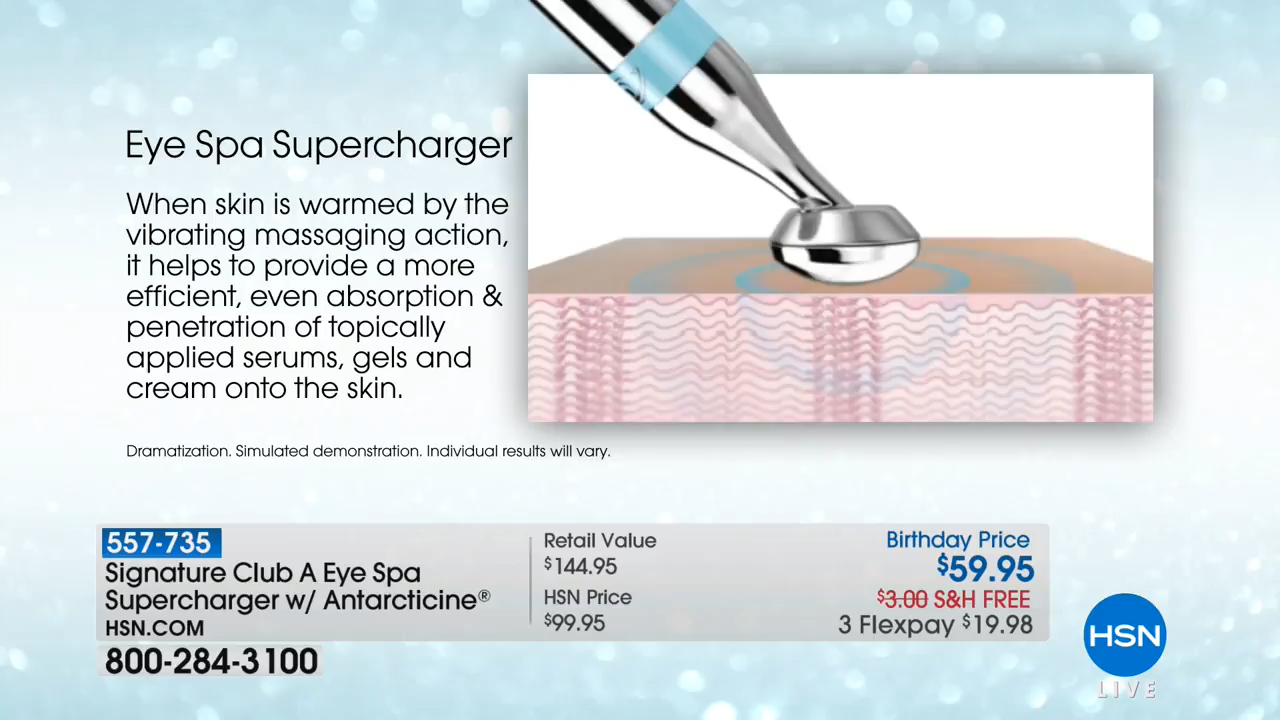 Eye Spa Supercharger
When skin is warmed by the
vibrating massaging action,
it helps to provide a more
efficient, even absorption &
penetration of topically
applied serums, gels and
cream onto the skin.
Dramatization. Simulated demonstration. Individual results will vary.
557-735
Signature Club A Eye Spa
Supercharger w/ Antarcticine®
HSN.COM
800-284-3100
Retail Value
$144.95
HSN Price
$99.95
Birthday Price
$59.95
$3.00 S&H FREE
3 Flexpay $19.98
HSN
LIVE